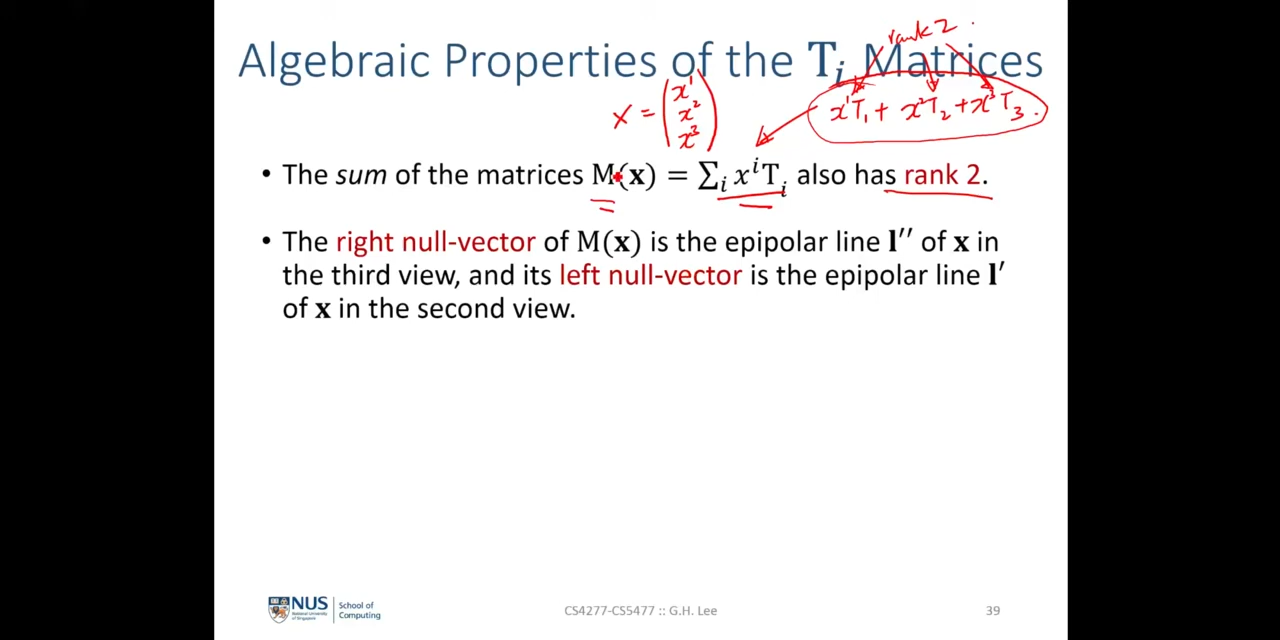 rank 2
Algebraic Properties of the Tᵢ Matrices
x = (x¹ x² x³)
x¹T₁ + x²T₂ + x³T₃
• The sum of the matrices M(x) = ∑ᵢ xⁱTᵢ also has rank 2.
• The right null-vector of M(x) is the epipolar line l′′ of x in
the third view, and its left null-vector is the epipolar line l′
of x in the second view.
NUS
National University
of Singapore
School of
Computing
CS4277-CS5477 :: G.H. Lee
39